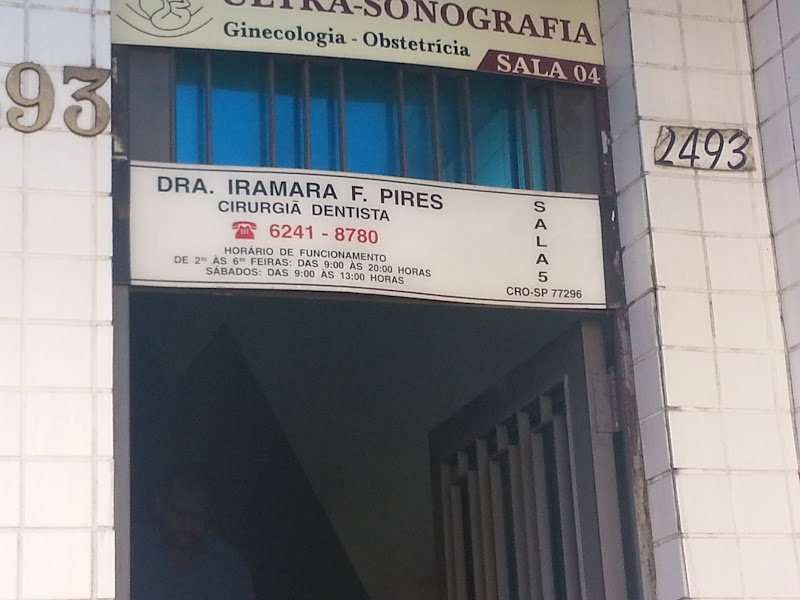 ULTRA-SONOGRAFIA
Ginecologia - Obstetrícia
SALA 04
93
2493
DRA. IRAMARA F. PIRES
CIRURGIÃ DENTISTA
☎ 6241 - 8780
HORÁRIO DE FUNCIONAMENTO
DE 2ªˢ ÀS 6ªˢ FEIRAS: DAS 9:00 ÀS 20:00 HORAS
SÁBADOS: DAS 9:00 ÀS 13:00 HORAS
SALA 5
CRO-SP 77296